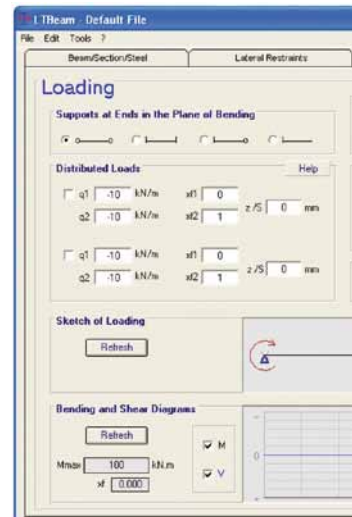 LTBeam - Default File
File Edit Tools ?
Beam/Section/Steel Lateral Restraints
Loading
Supports at Ends in the Plane of Bending
Distributed Loads Help
q1 -10 kN/m xf1 0
q2 -10 kN/m xf2 1 z /S 0 mm
q1 -10 kN/m xf1 0
q2 -10 kN/m xf2 1 z /S 0 mm
Sketch of Loading
Refresh
Bending and Shear Diagrams
Refresh
M
Mmax 100 kN.m
V
xf 0.000
0